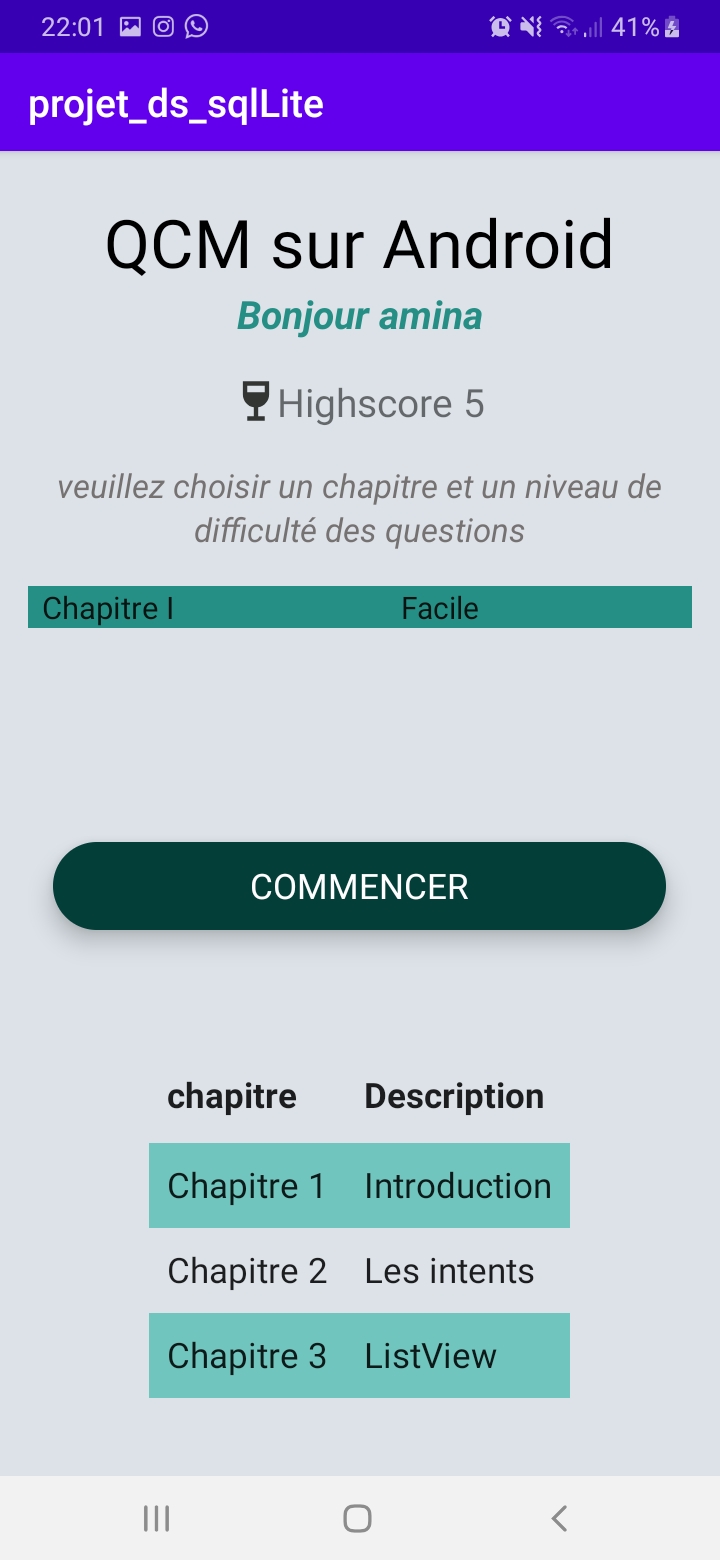 22:01 41%
projet_ds_sqlLite
QCM sur Android
Bonjour amina
Highscore 5
veuillez choisir un chapitre et un niveau de
difficulté des questions
Chapitre I Facile
COMMENCER
chapitre Description
Chapitre 1 Introduction
Chapitre 2 Les intents
Chapitre 3 ListView